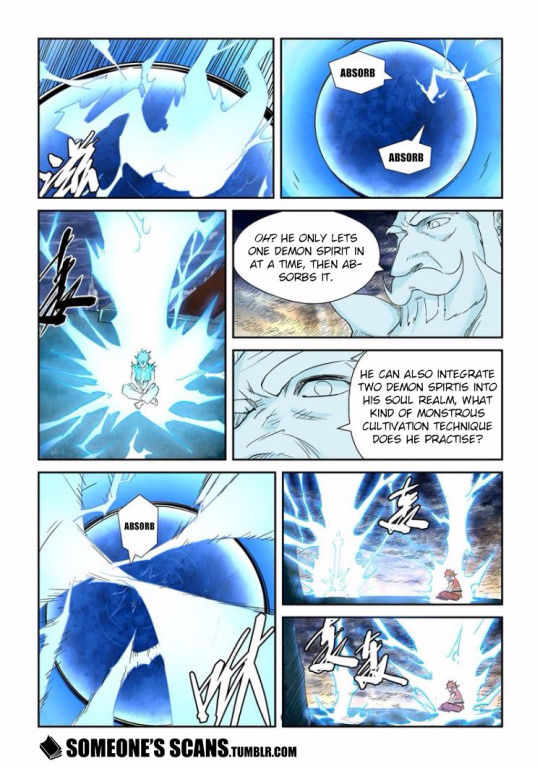 ABSORB
ABSORB
OH? HE ONLY LETS
ONE DEMON SPIRIT IN
AT A TIME, THEN AB-
SORBS IT.
HE CAN ALSO INTEGRATE
TWO DEMON SPIRTIS INTO
HIS SOUL REALM, WHAT
KIND OF MONSTROUS
CULTIVATION TECHNIQUE
DOES HE PRACTISE?
ABSORB
SOMEONE'S SCANS.TUMBLR.COM